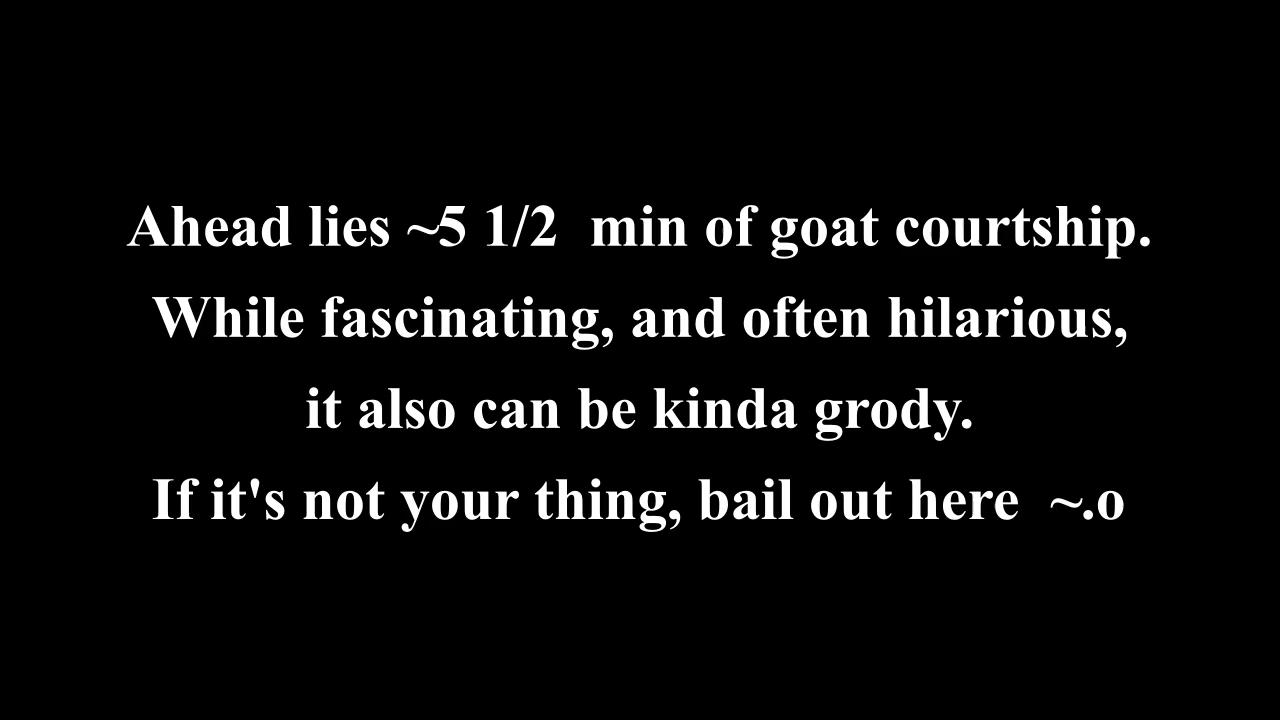 Ahead lies ~5 1/2  min of goat courtship.
While fascinating, and often hilarious,
it also can be kinda grody.
If it's not your thing, bail out here  ~.o